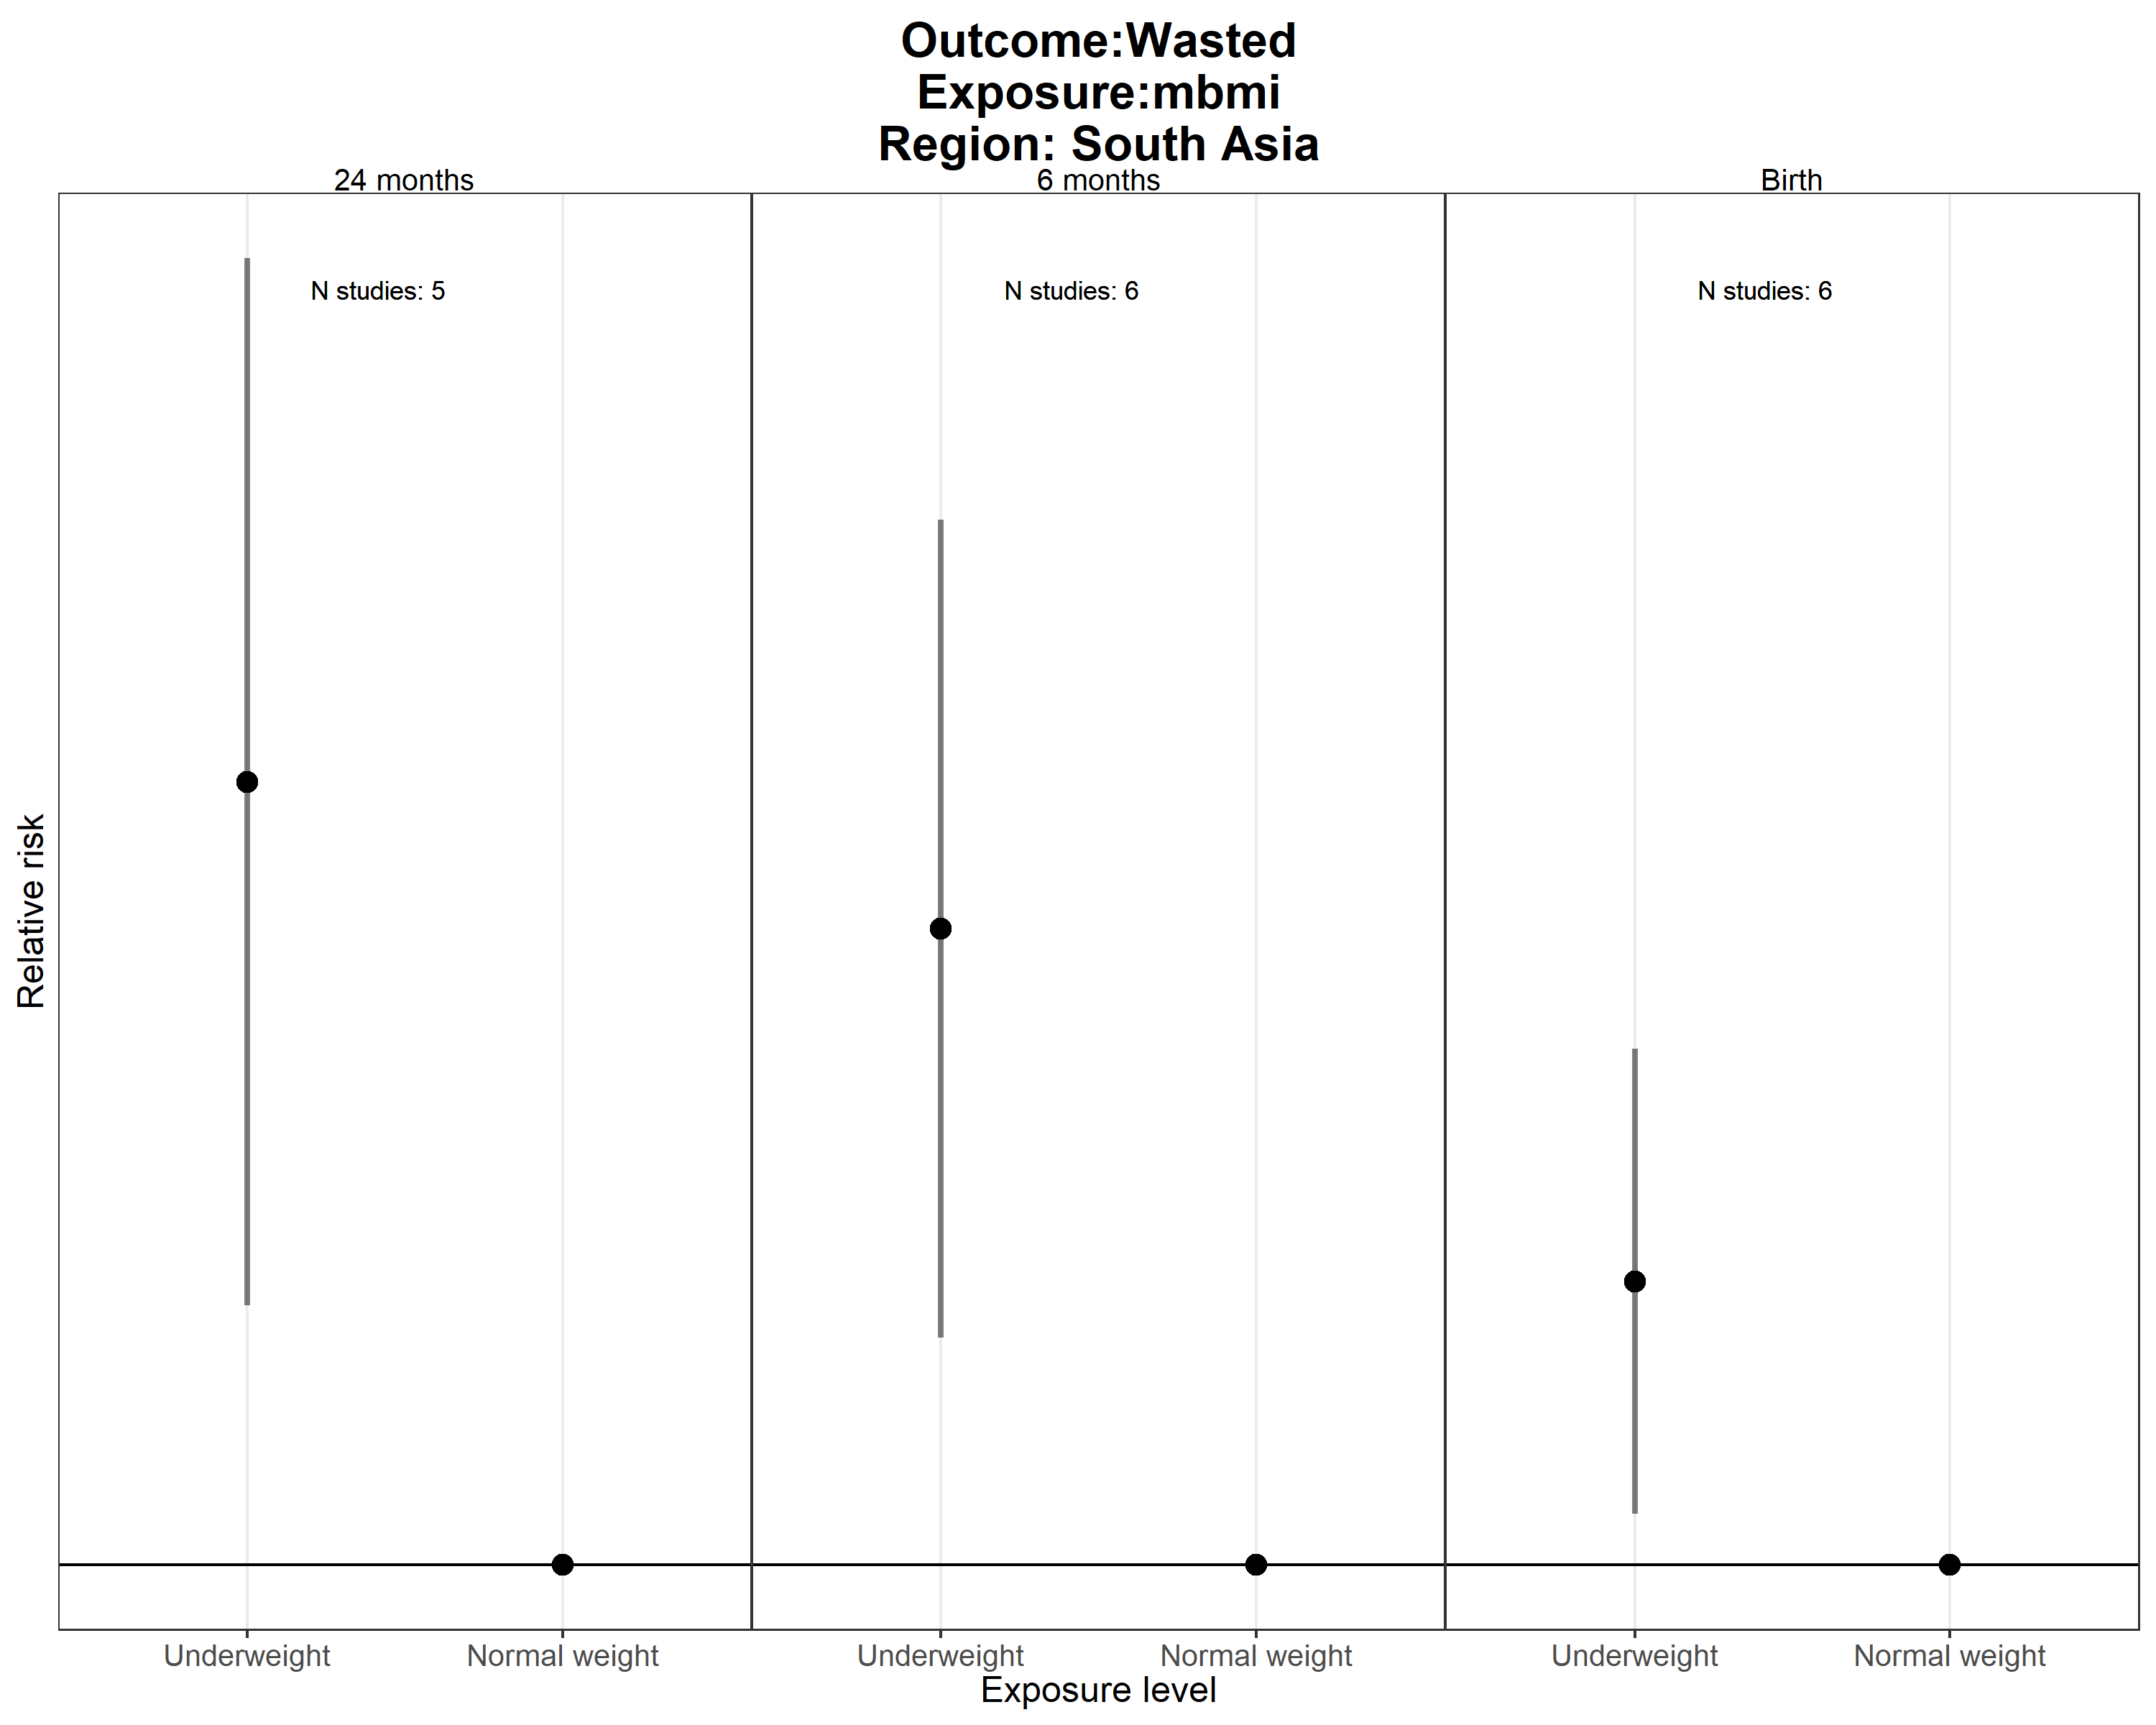 Outcome:Wasted
Exposure:mbmi
Region: South Asia
24 months
6 months
Birth
N studies: 5
N studies: 6
N studies: 6
Relative risk
Underweight
Normal weight
Underweight
Normal weight
Underweight
Normal weight
Exposure level